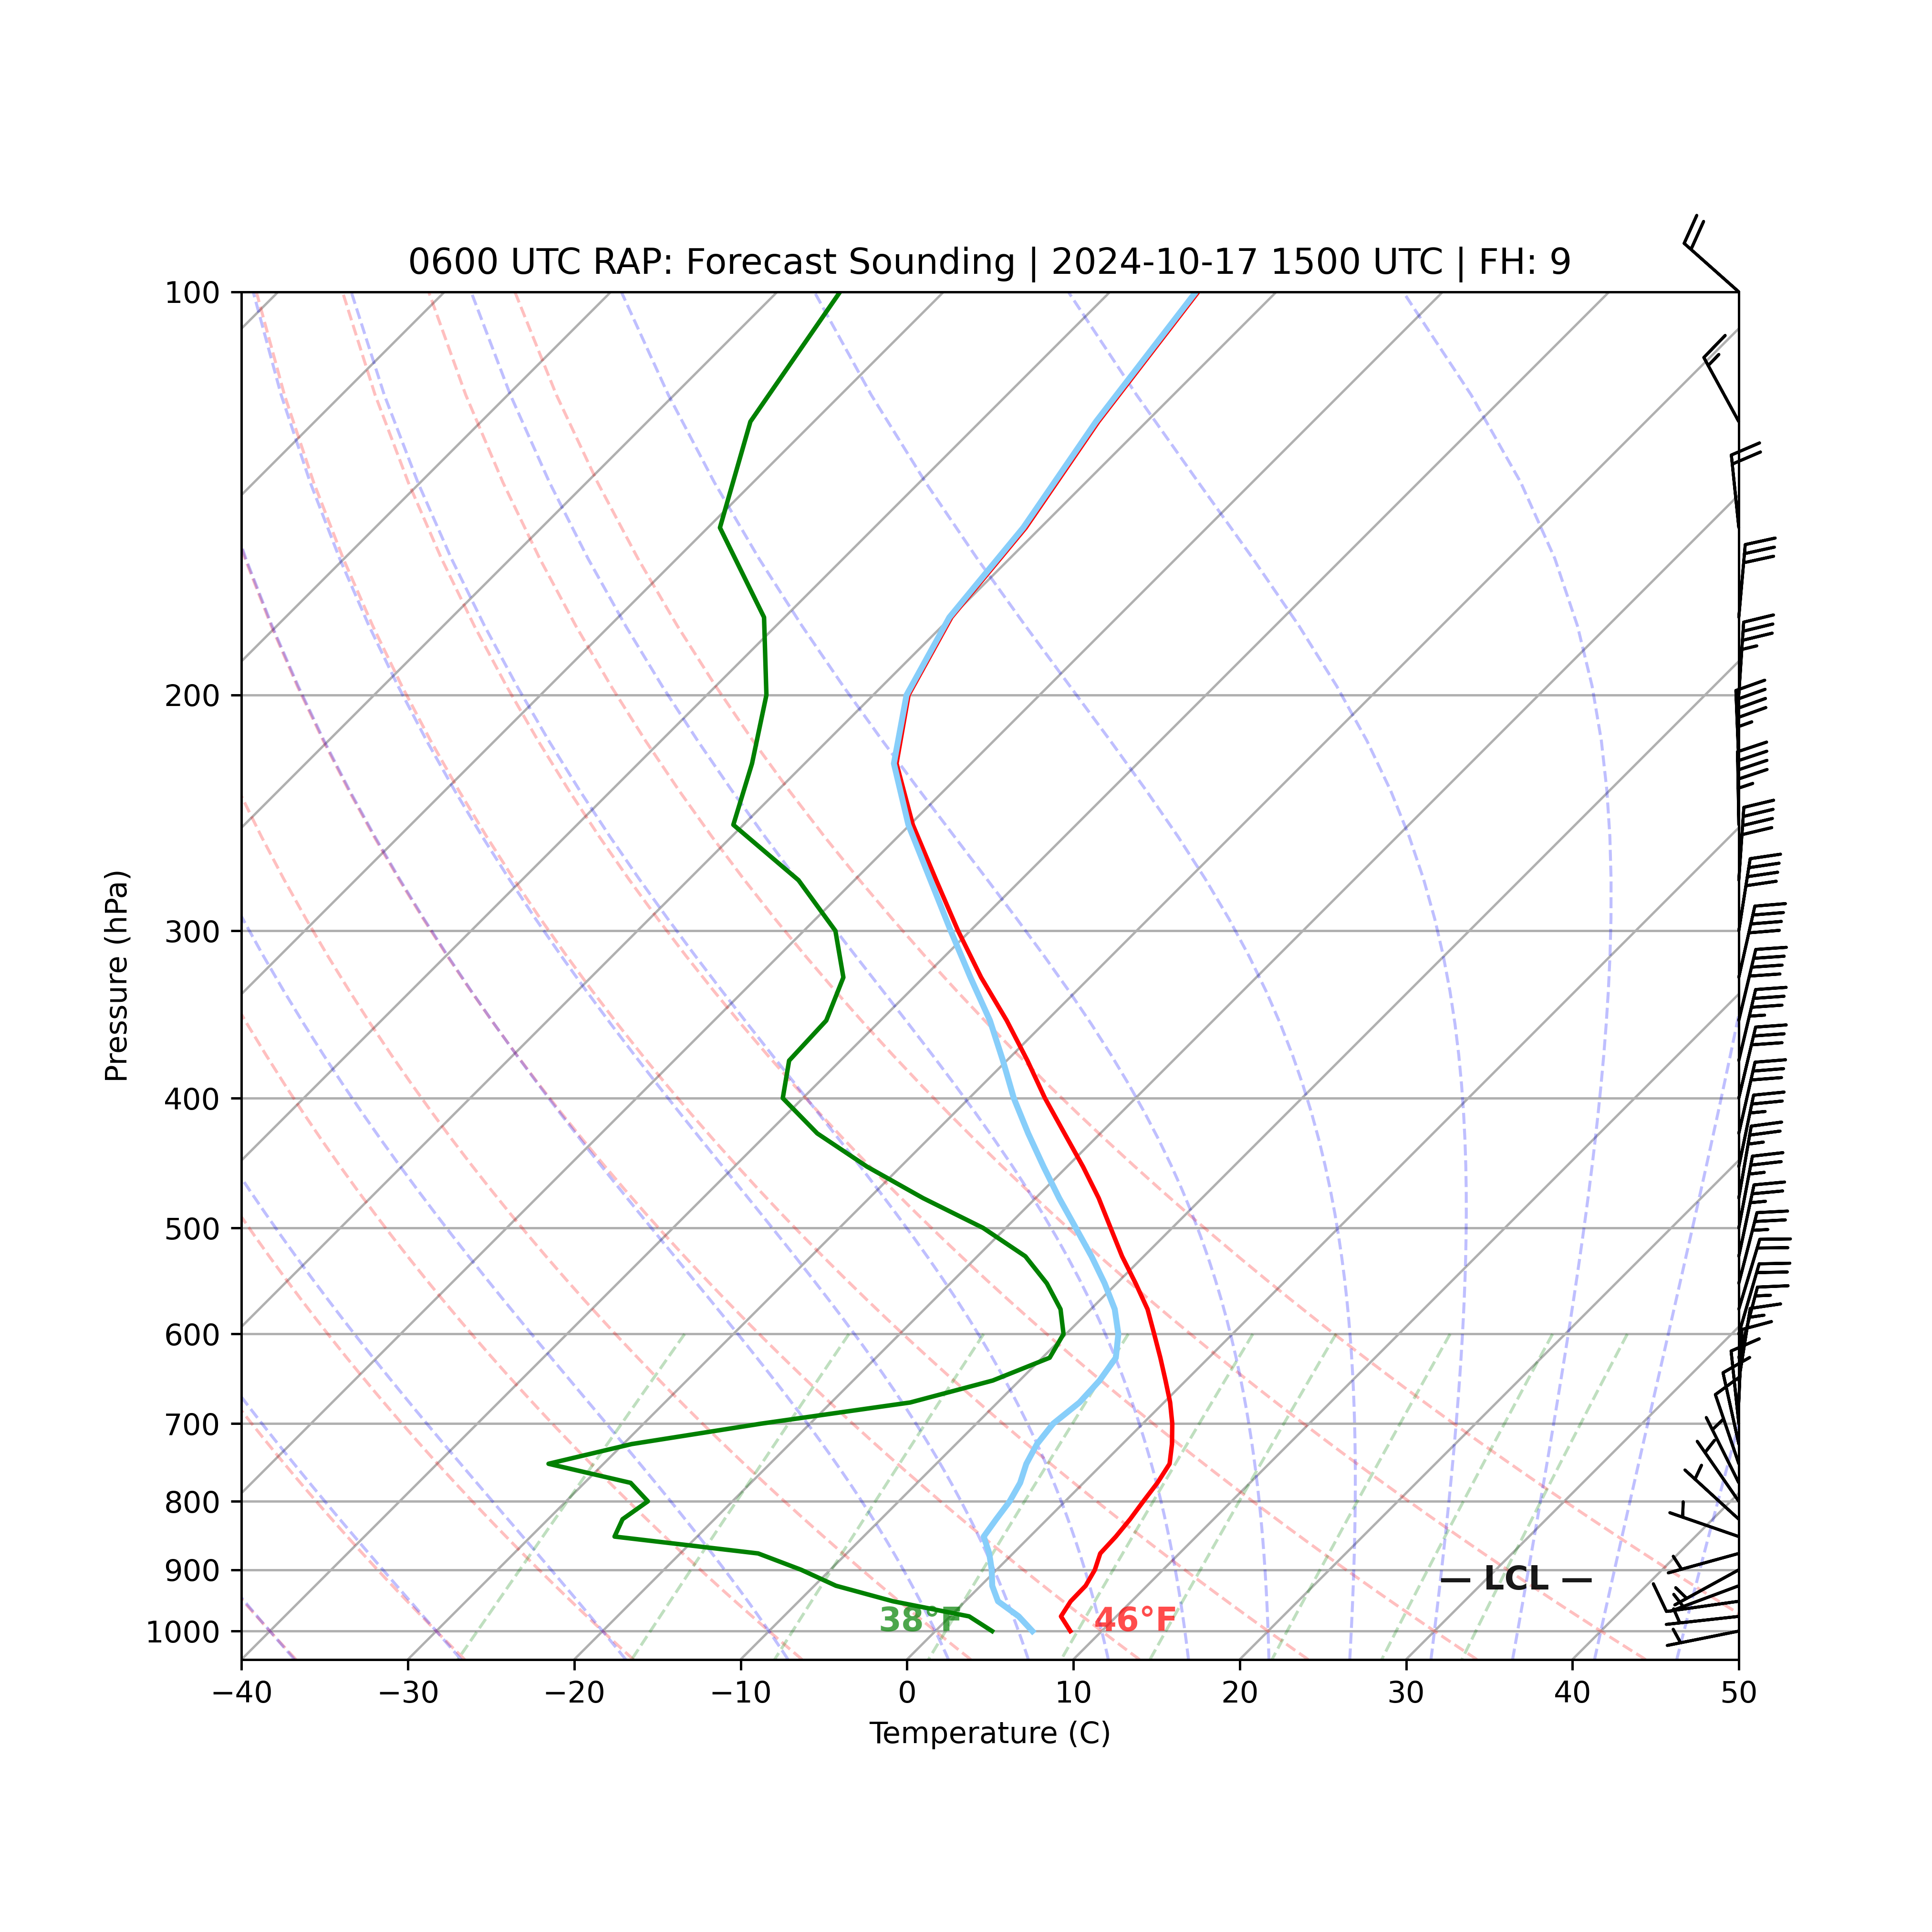 0600 UTC RAP: Forecast Sounding | 2024-10-17 1500 UTC | FH: 9
100
200
300
400
500
600
700
800
900
1000
Pressure (hPa)
— LCL —
38°F
46°F
−40 −30 −20 −10 0 10 20 30 40 50
Temperature (C)